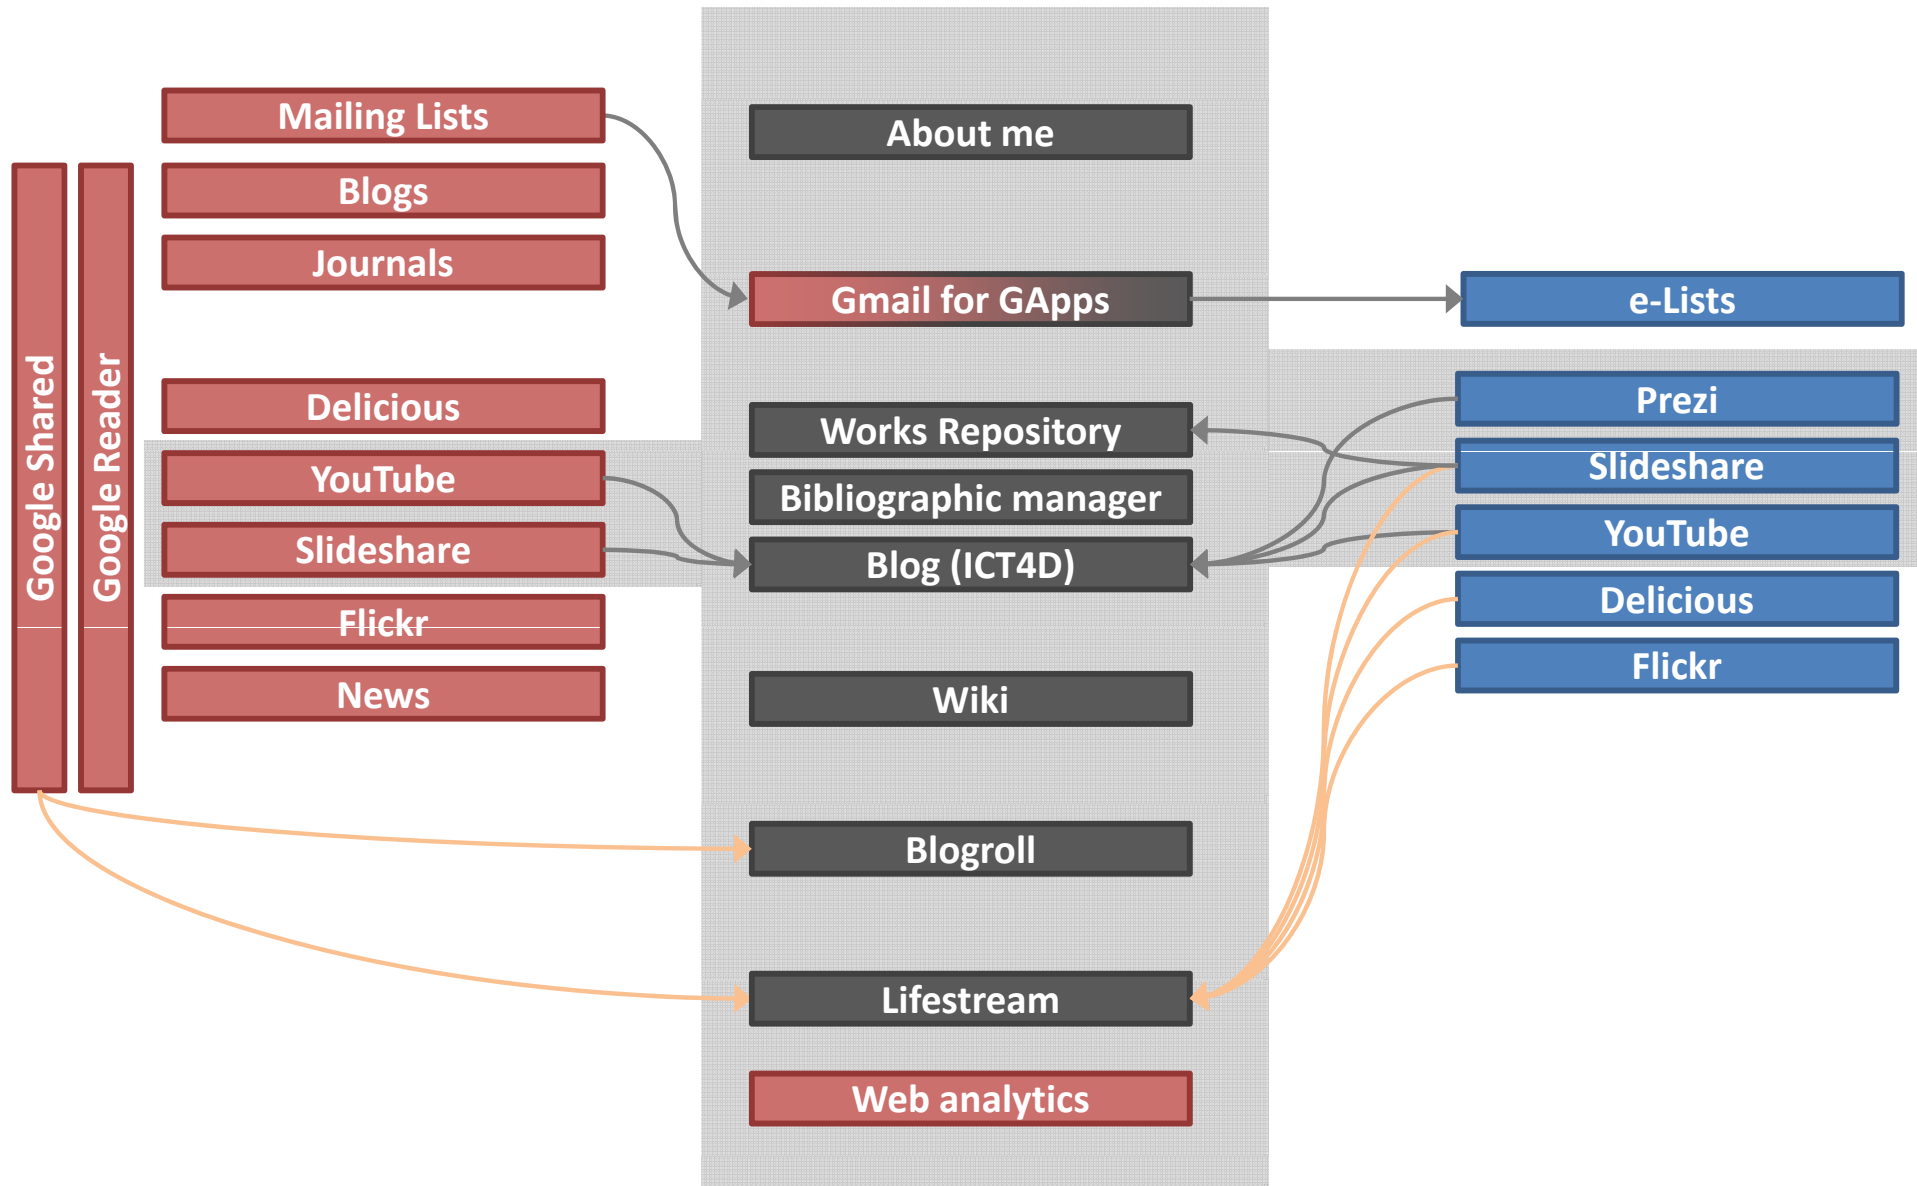 Google Shared
Google Reader
Mailing Lists
Blogs
Journals
Delicious
YouTube
Slideshare
Flickr
News
About me
Gmail for GApps
Works Repository
Bibliographic manager
Blog (ICT4D)
Wiki
Blogroll
Lifestream
Web analytics
e-Lists
Prezi
Slideshare
YouTube
Delicious
Flickr